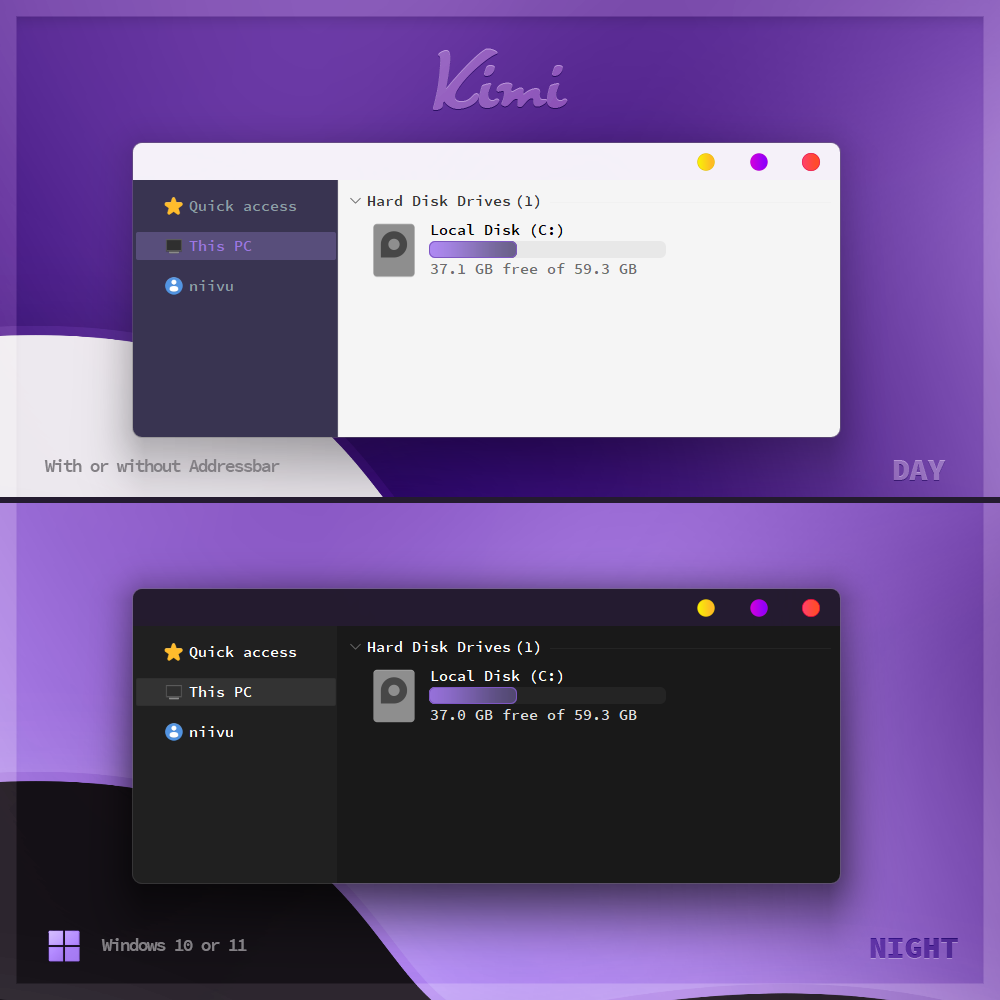 Kimi
Quick access
This PC
niivu
Hard Disk Drives (1)
Local Disk (C:)
37.1 GB free of 59.3 GB
With or without Addressbar
DAY
Quick access
This PC
niivu
Hard Disk Drives (1)
Local Disk (C:)
37.0 GB free of 59.3 GB
Windows 10 or 11
NIGHT